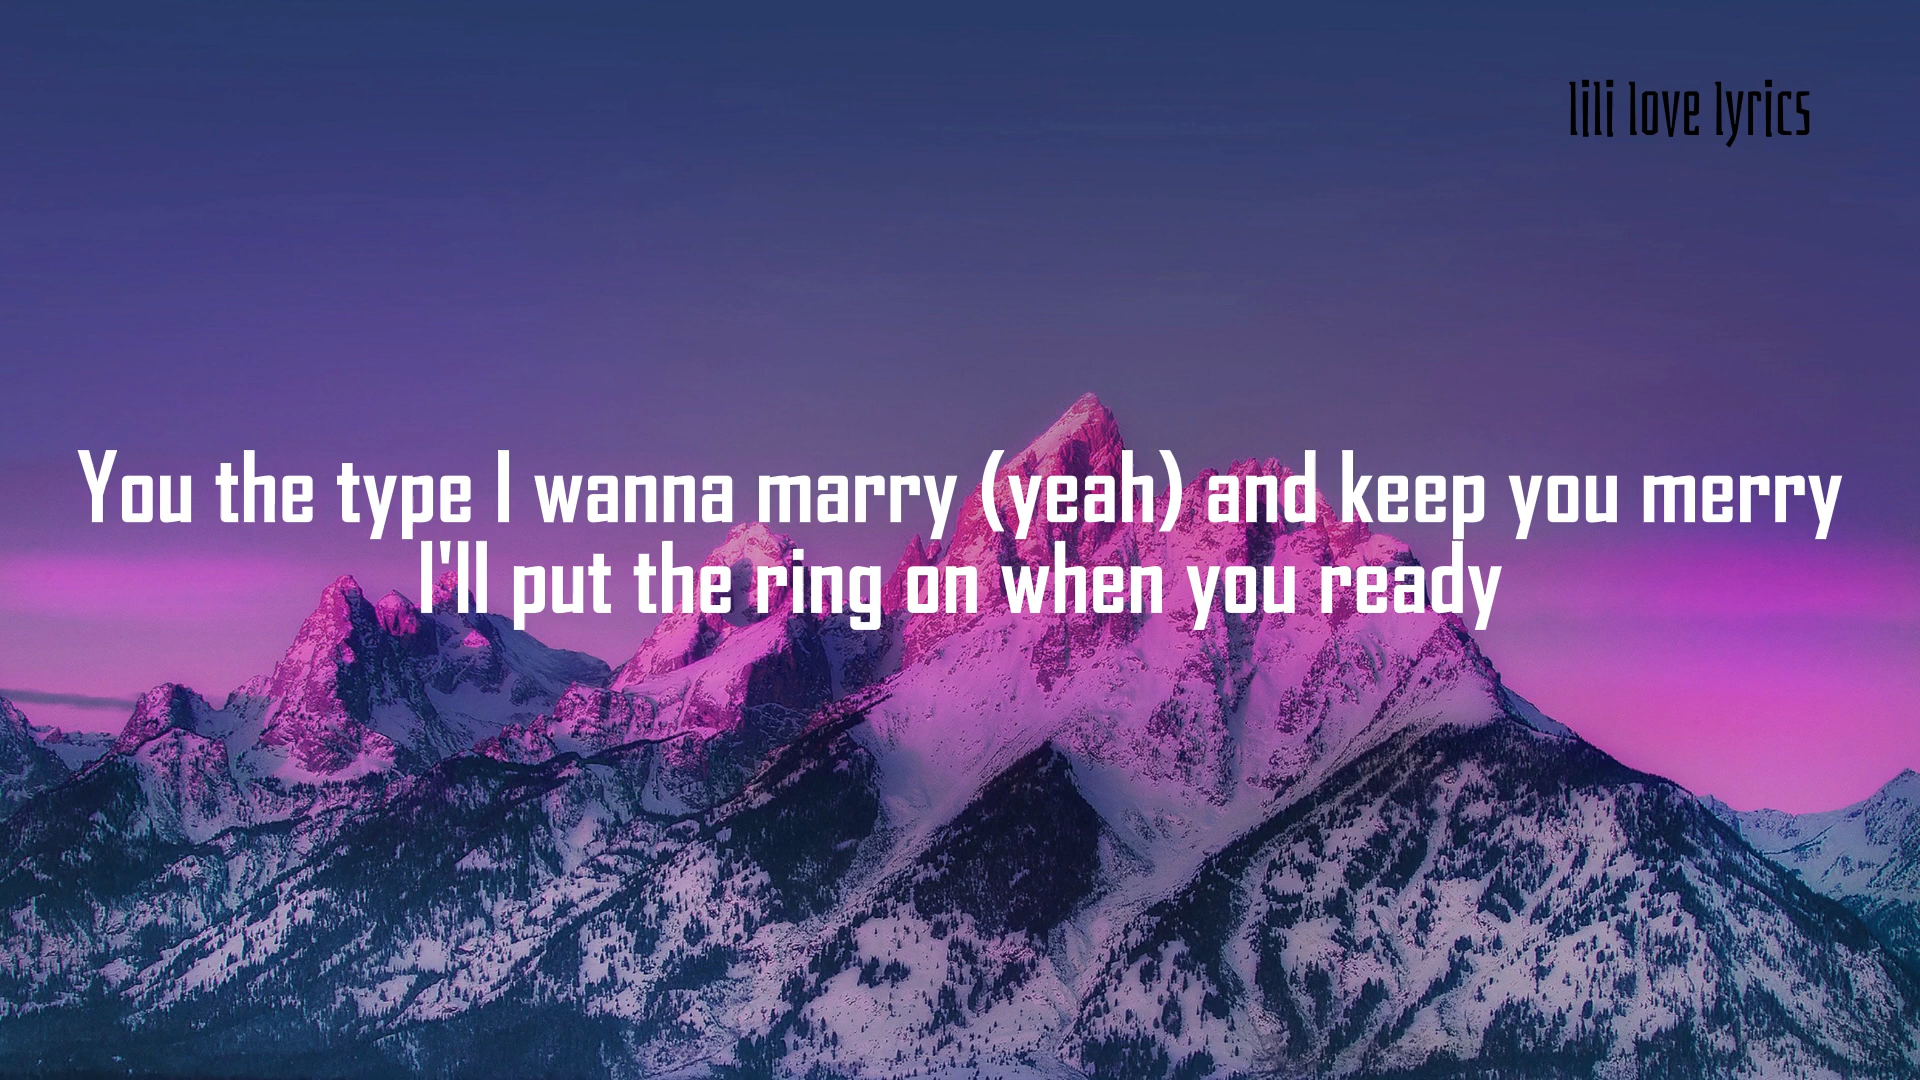 lili love lyrics
You the type I wanna marry (yeah) and keep you merry
I'll put the ring on when you ready